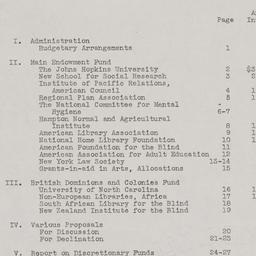 Page
I. Administration
Budgetary Arrangements 1
II. Main Endowment Fund
The Johns Hopkins University 2 $3
New School for Social Research 3
Institute of Pacific Relations,
American Council 4
Regional Plan Association 5
The National Committee for Mental
Hygiene 6-7
Hampton Normal and Agricultural
Institute 8
American Library Association 9
National Home Library Foundation 10
American Foundation for the Blind 11
American Association for Adult Education 12
New York Law Society 13-14
Grants-in-aid in Arts, Allocations 15
III. British Dominions and Colonies Fund
University of North Carolina 16
Non-European Libraries, Africa 17
South African Library for the Blind 18
New Zealand Institute for the Blind 19
IV. Various Proposals
For Discussion 20
For Declination 21-23
V. Report on Discretionary Funds 24-27